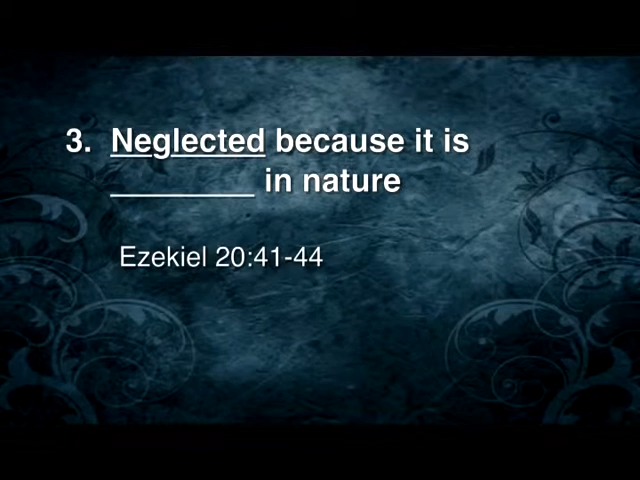 3. Neglected because it is
________ in nature
Ezekiel 20:41-44